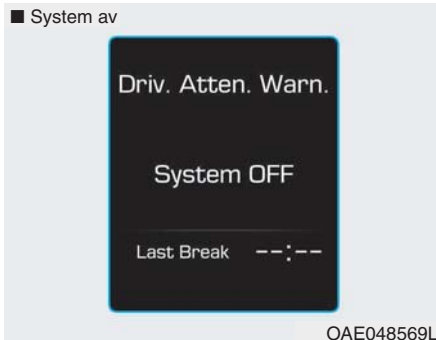 ■ System av
Driv. Atten. Warn.
System OFF
Last Break --:--
OAE048569L